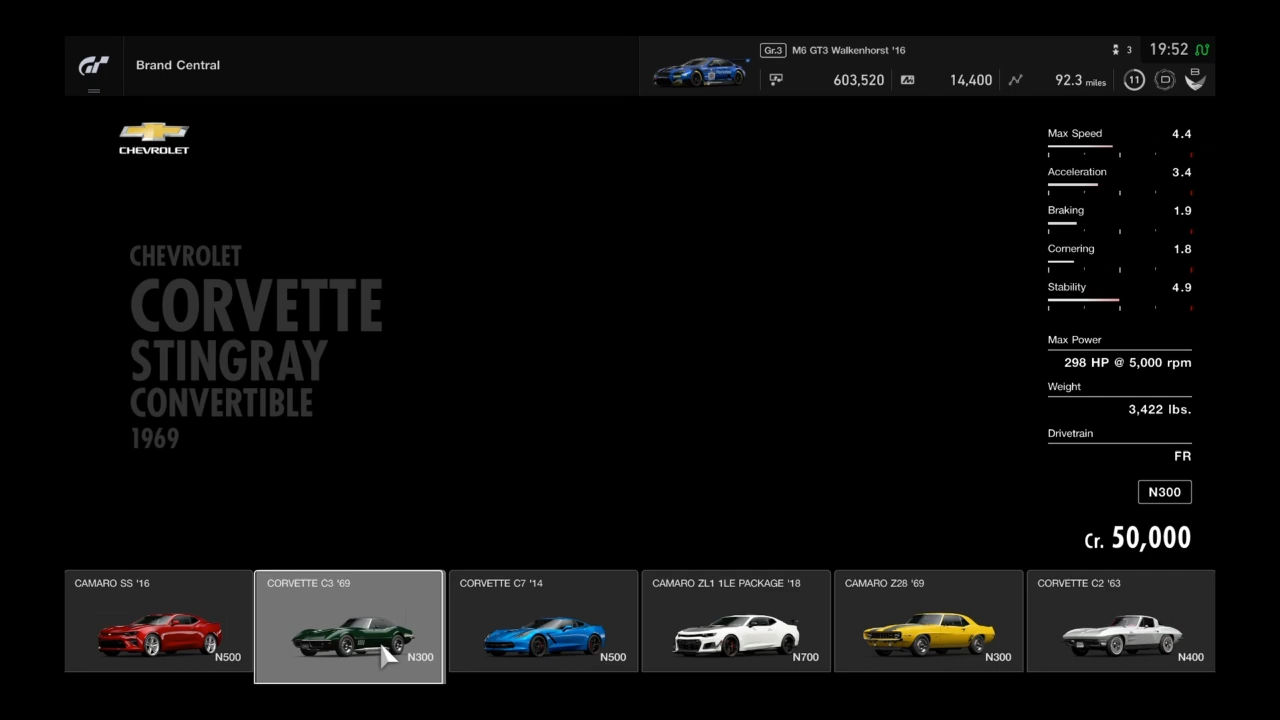 Brand Central
Gr.3 M6 GT3 Walkenhorst '16
3 19:52
603,520 14,400 92.3 miles 11 D B
CHEVROLET
CHEVROLET
CORVETTE
STINGRAY
CONVERTIBLE
1969
Max Speed 4.4
Acceleration 3.4
Braking 1.9
Cornering 1.8
Stability 4.9
Max Power
298 HP @ 5,000 rpm
Weight
3,422 lbs.
Drivetrain
FR
N300
Cr. 50,000
CAMARO SS '16
N500
CORVETTE C3 '69
N300
CORVETTE C7 '14
N500
CAMARO ZL1 1LE PACKAGE '18
N700
CAMARO Z28 '69
N300
CORVETTE C2 '63
N400